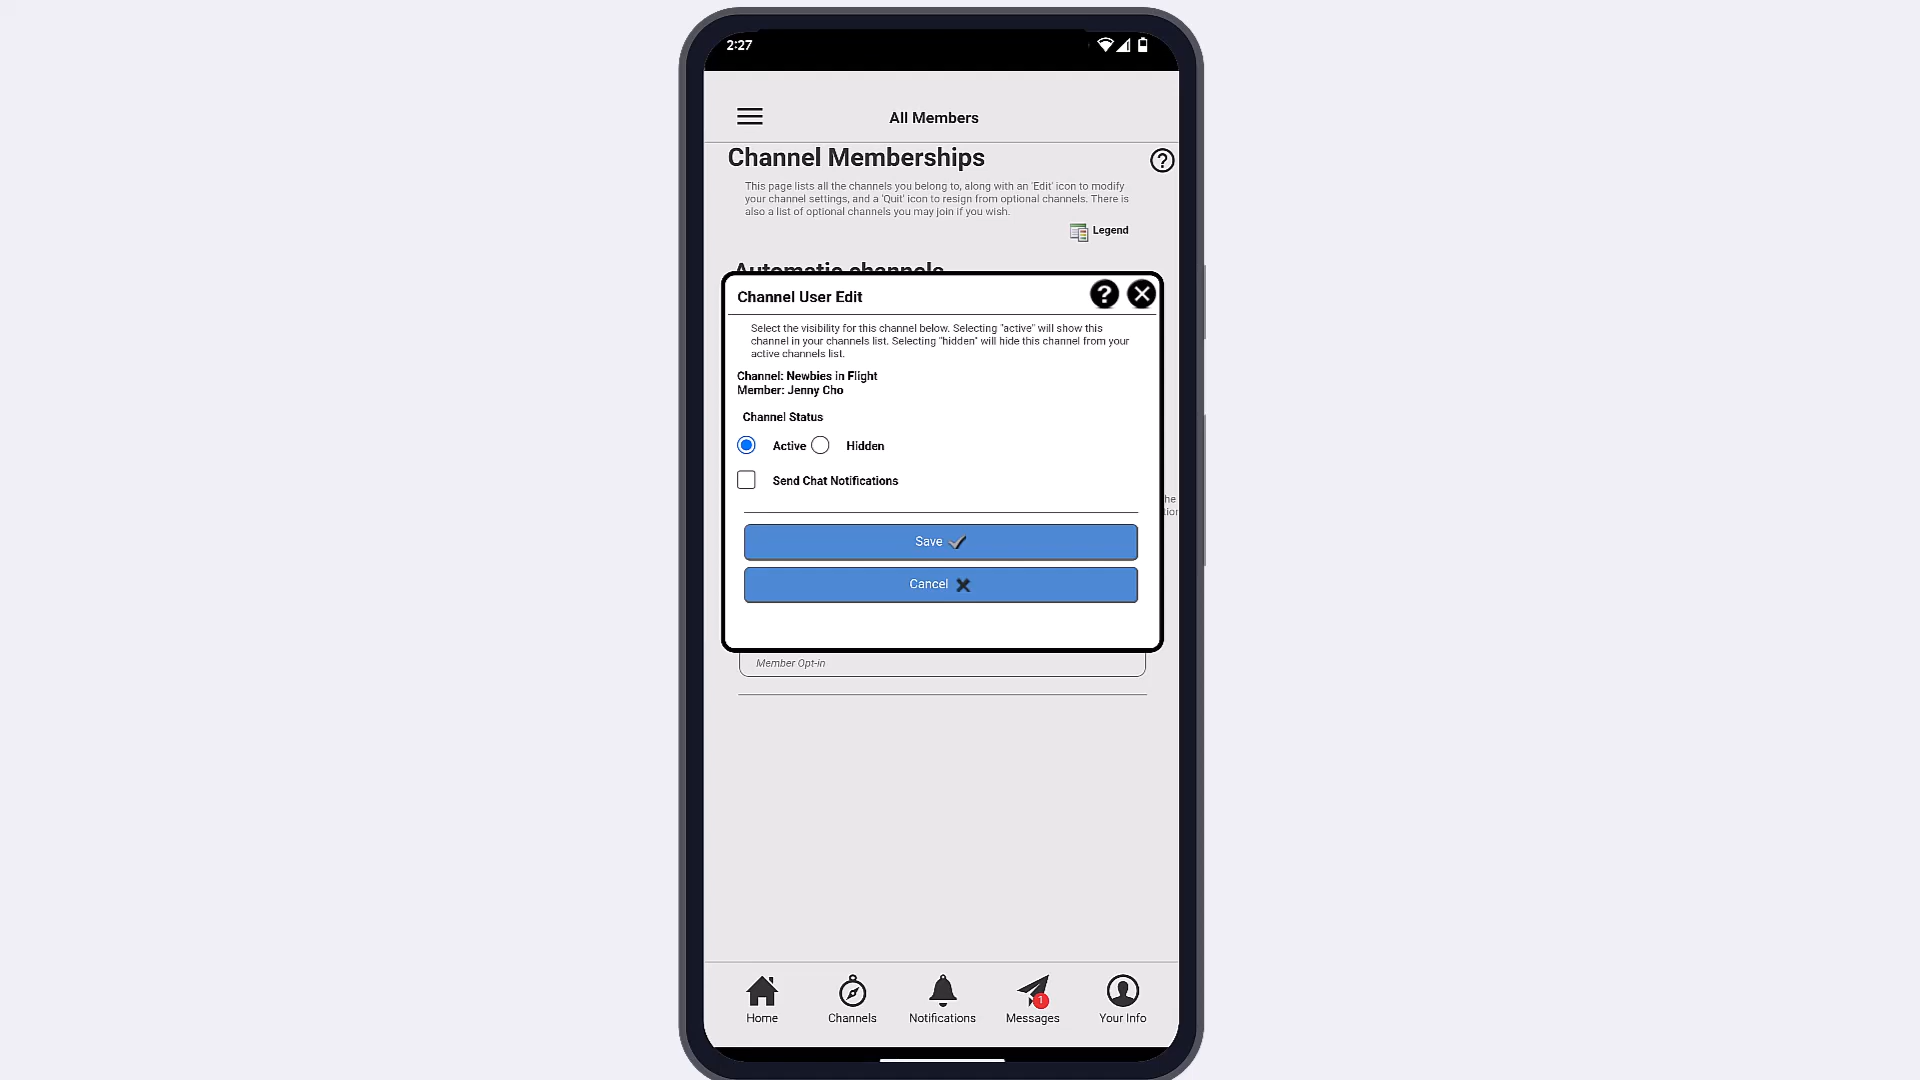 2:27
All Members
Channel Memberships
This page lists all the channels you belong to, along with an 'Edit' icon to modify
your channel settings, and a 'Quit' icon to resign from optional channels. There is
also a list of optional channels you may join if you wish.
Legend
Automatic channels
Channel User Edit
Select the visibility for this channel below. Selecting "active" will show this
channel in your channels list. Selecting "hidden" will hide this channel from your
active channels list.
Channel: Newbies in Flight
Member: Jenny Cho
Channel Status
Active Hidden
Send Chat Notifications
Save
Cancel
Member Opt-in
1
Home Channels Notifications Messages Your Info